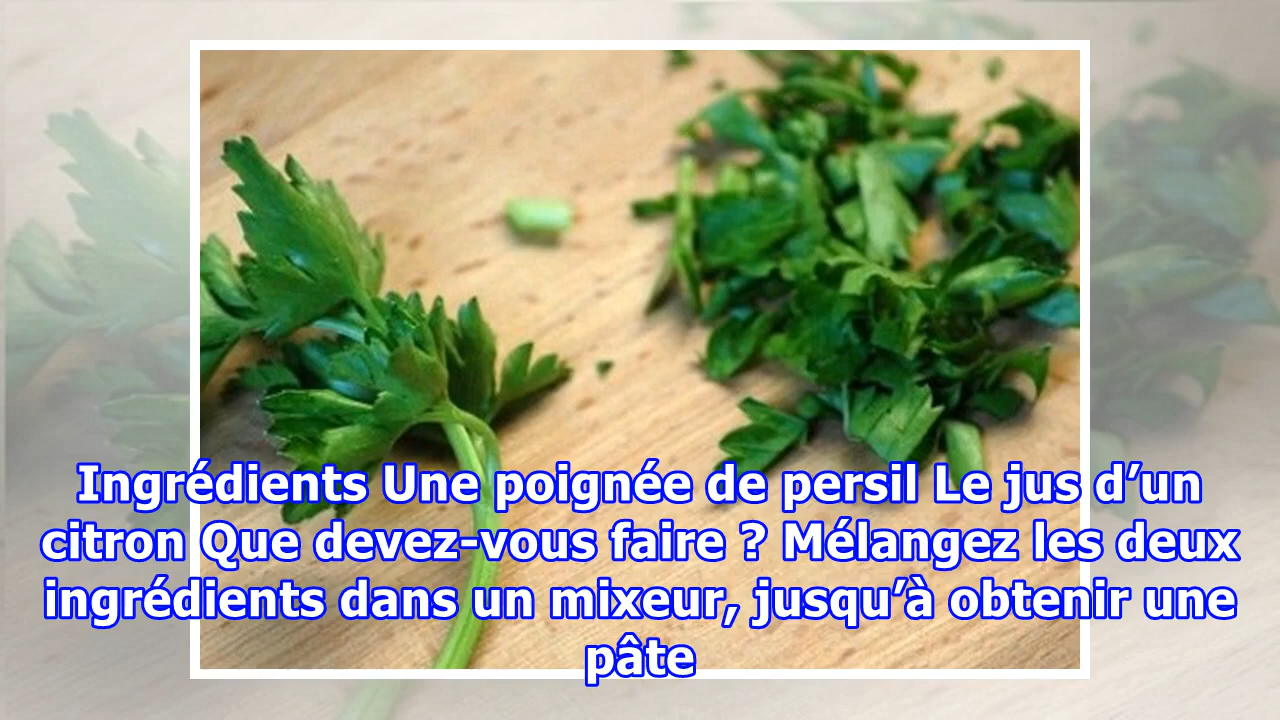 Ingrédients Une poignée de persil Le jus d’un
citron Que devez-vous faire ? Mélangez les deux
ingrédients dans un mixeur, jusqu’à obtenir une
pâte